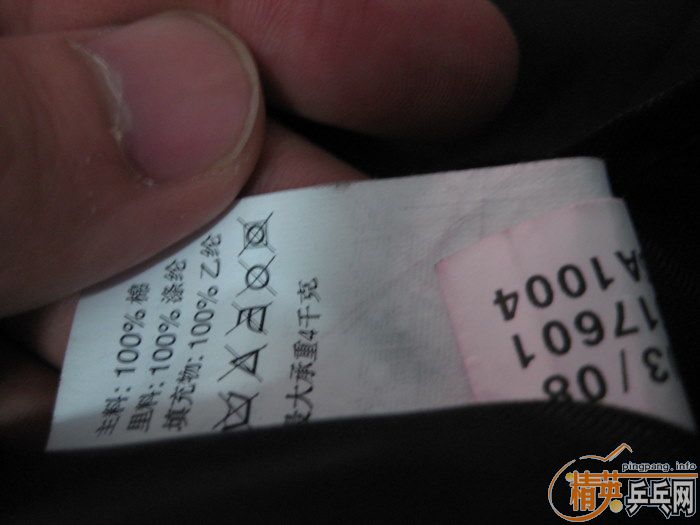 主料: 100% 棉
里料: 100% 涤纶
填充物: 100% 乙纶
最大承重4千克
A1004
17601
3/08
pingpang.info
精英乒乓网